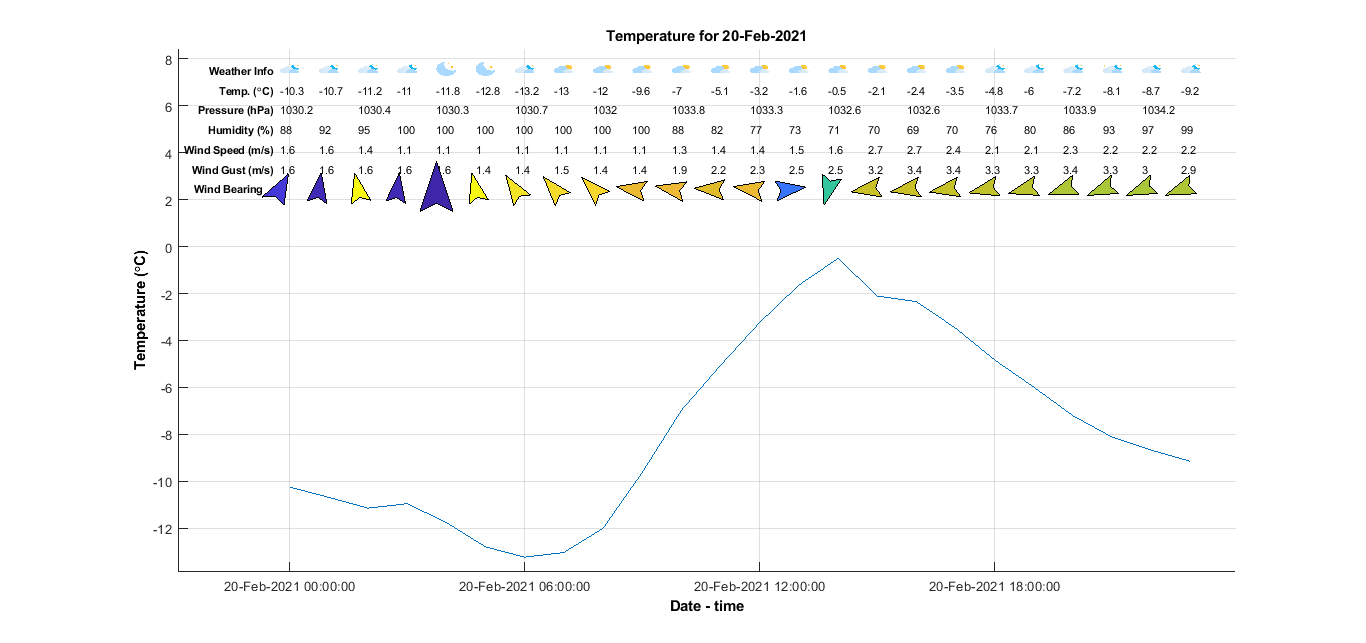 Temperature for 20-Feb-2021
8
Weather Info
Temp. (°C) -10.3 -10.7 -11.2 -11 -11.8 -12.8 -13.2 -13 -12 -9.6 -7 -5.1 -3.2 -1.6 -0.5 -2.1 -2.4 -3.5 -4.8 -6 -7.2 -8.1 -8.7 -9.2
6
Pressure (hPa) 1030.2 1030.4 1030.3 1030.7 1032 1033.8 1033.3 1032.6 1032.6 1033.7 1033.9 1034.2
Humidity (%) 88 92 95 100 100 100 100 100 100 100 88 82 77 73 71 70 69 70 76 80 86 93 97 99
4
Wind Speed (m/s) 1.6 1.6 1.4 1.1 1.1 1 1.1 1.1 1.1 1.1 1.3 1.4 1.4 1.5 1.6 2.7 2.7 2.4 2.1 2.1 2.3 2.2 2.2 2.2
Wind Gust (m/s) 1.6 1.6 1.6 1.6 1.4 1.4 1.5 1.4 1.4 1.9 2.2 2.3 2.5 2.5 3.2 3.4 3.4 3.3 3.3 3.4 3.3 3 2.9
Wind Bearing
2
0
-2
-4
-6
-8
-10
-12
Temperature (°C)
20-Feb-2021 00:00:00 20-Feb-2021 06:00:00 20-Feb-2021 12:00:00 20-Feb-2021 18:00:00
Date - time